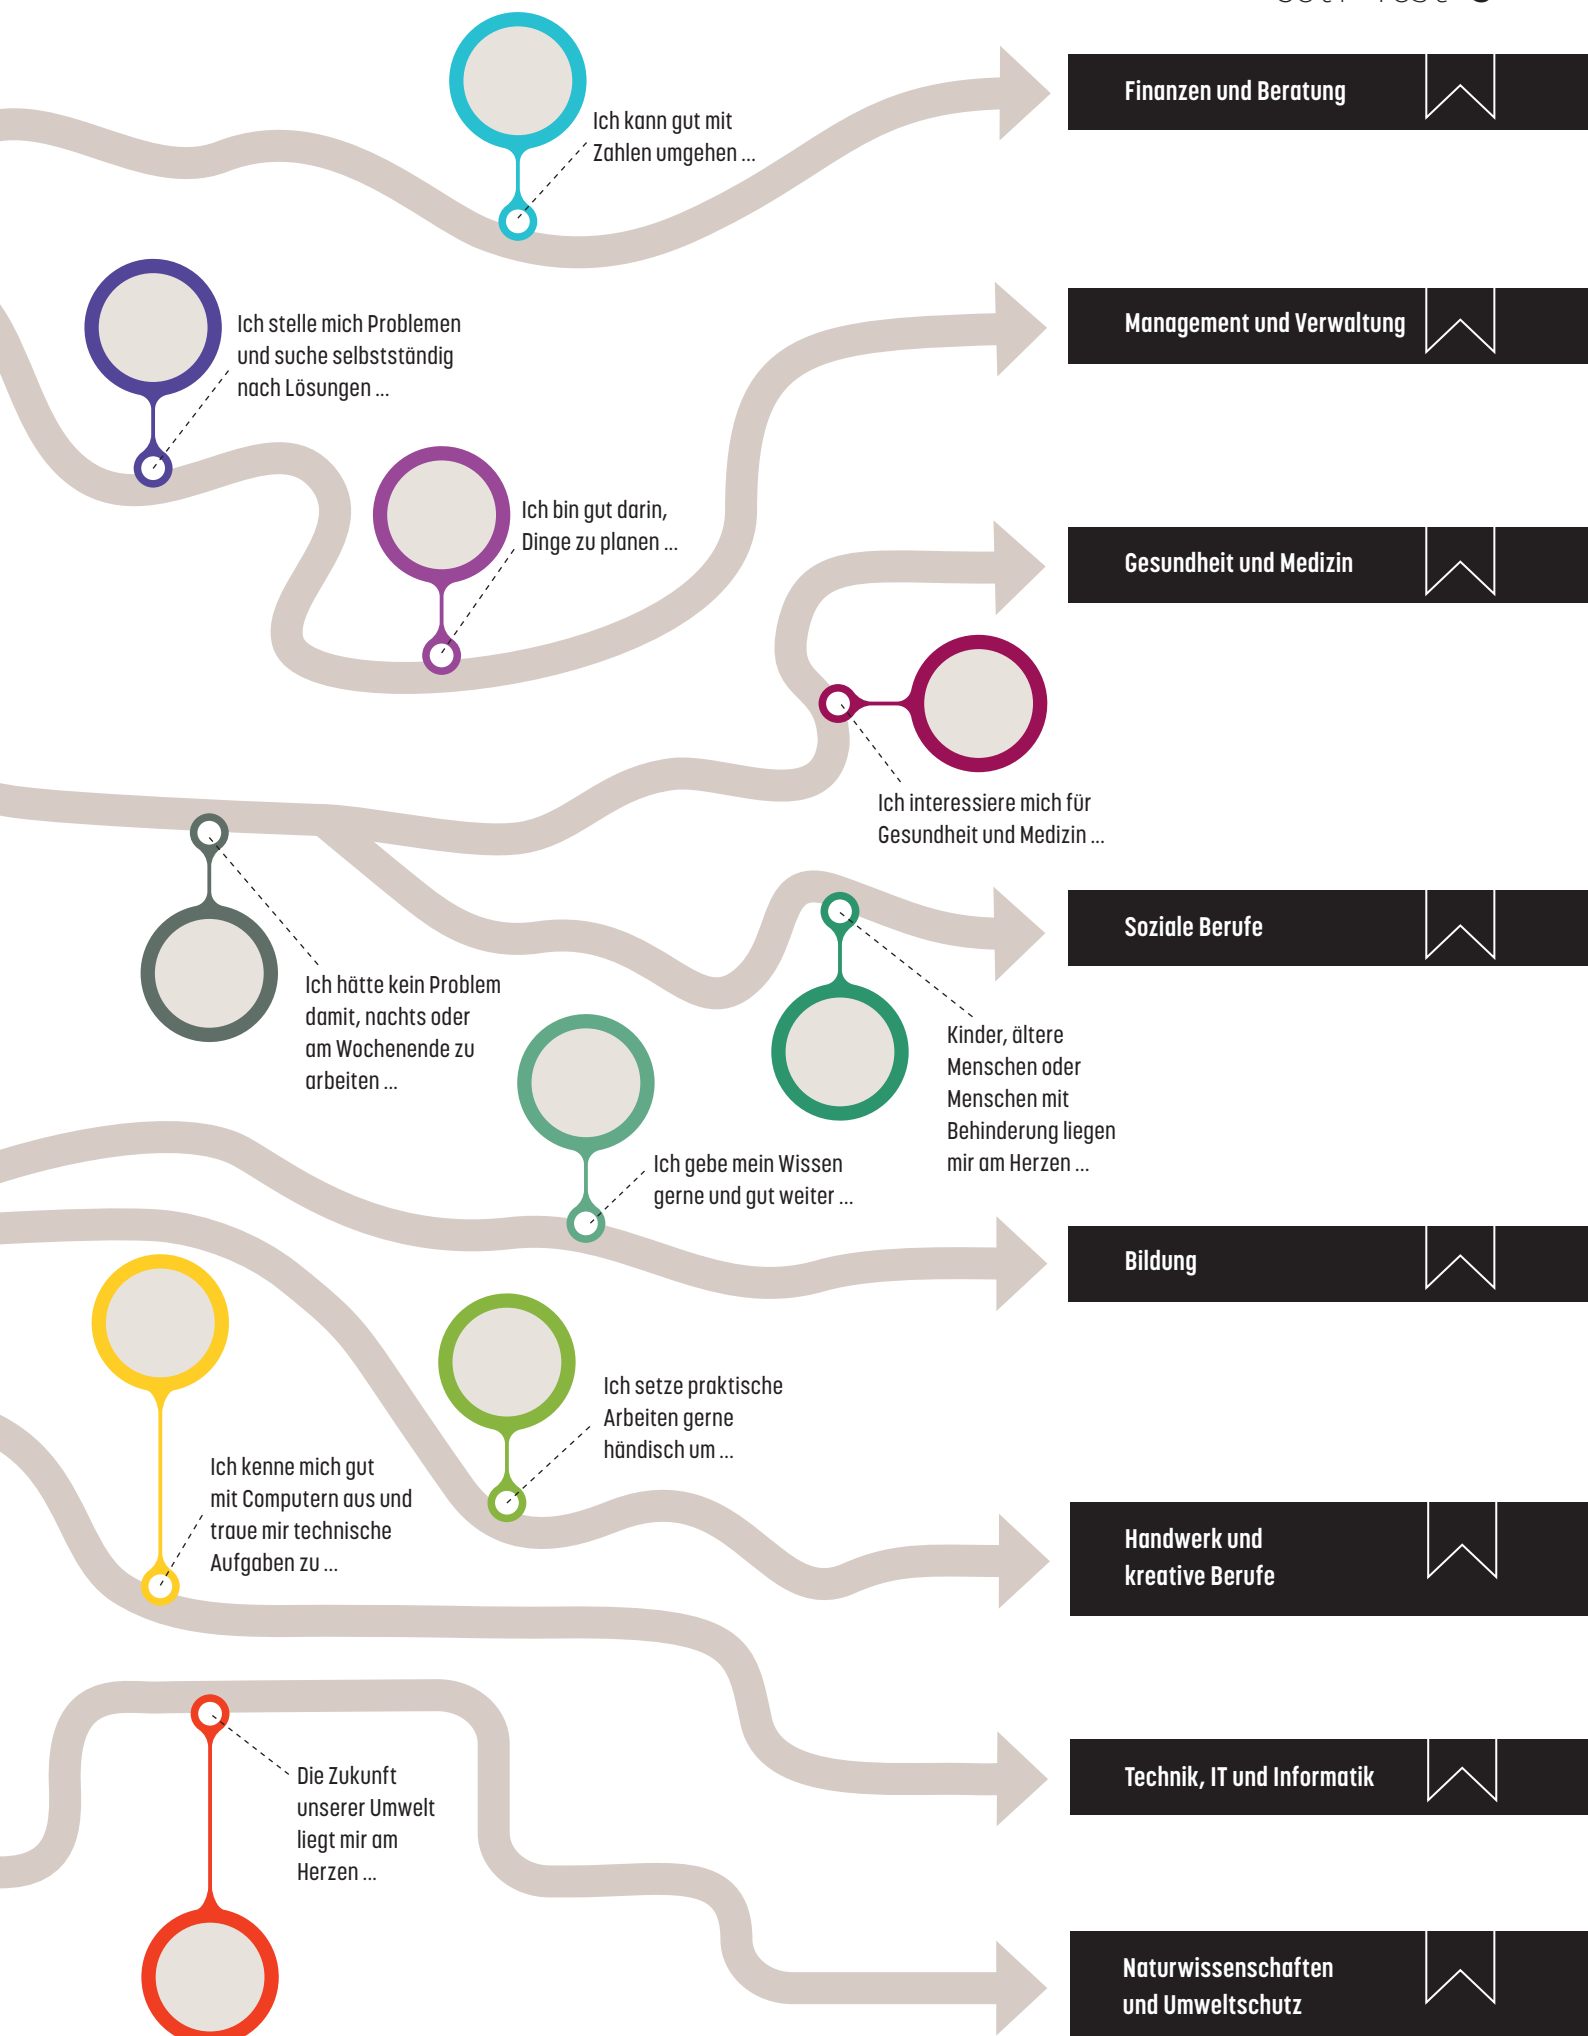 Finanzen und Beratung
Ich kann gut mit
Zahlen umgehen ...
Management und Verwaltung
Ich stelle mich Problemen
und suche selbstständig
nach Lösungen ...
Ich bin gut darin,
Dinge zu planen ...
Gesundheit und Medizin
Ich interessiere mich für
Gesundheit und Medizin ...
Soziale Berufe
Ich hätte kein Problem
damit, nachts oder
am Wochenende zu
arbeiten ...
Kinder, ältere
Menschen oder
Menschen mit
Behinderung liegen
mir am Herzen ...
Ich gebe mein Wissen
gerne und gut weiter ...
Bildung
Ich setze praktische
Arbeiten gerne
händisch um ...
Ich kenne mich gut
mit Computern aus und
traue mir technische
Aufgaben zu ...
Handwerk und
kreative Berufe
Technik, IT und Informatik
Die Zukunft
unserer Umwelt
liegt mir am
Herzen ...
Naturwissenschaften
und Umweltschutz